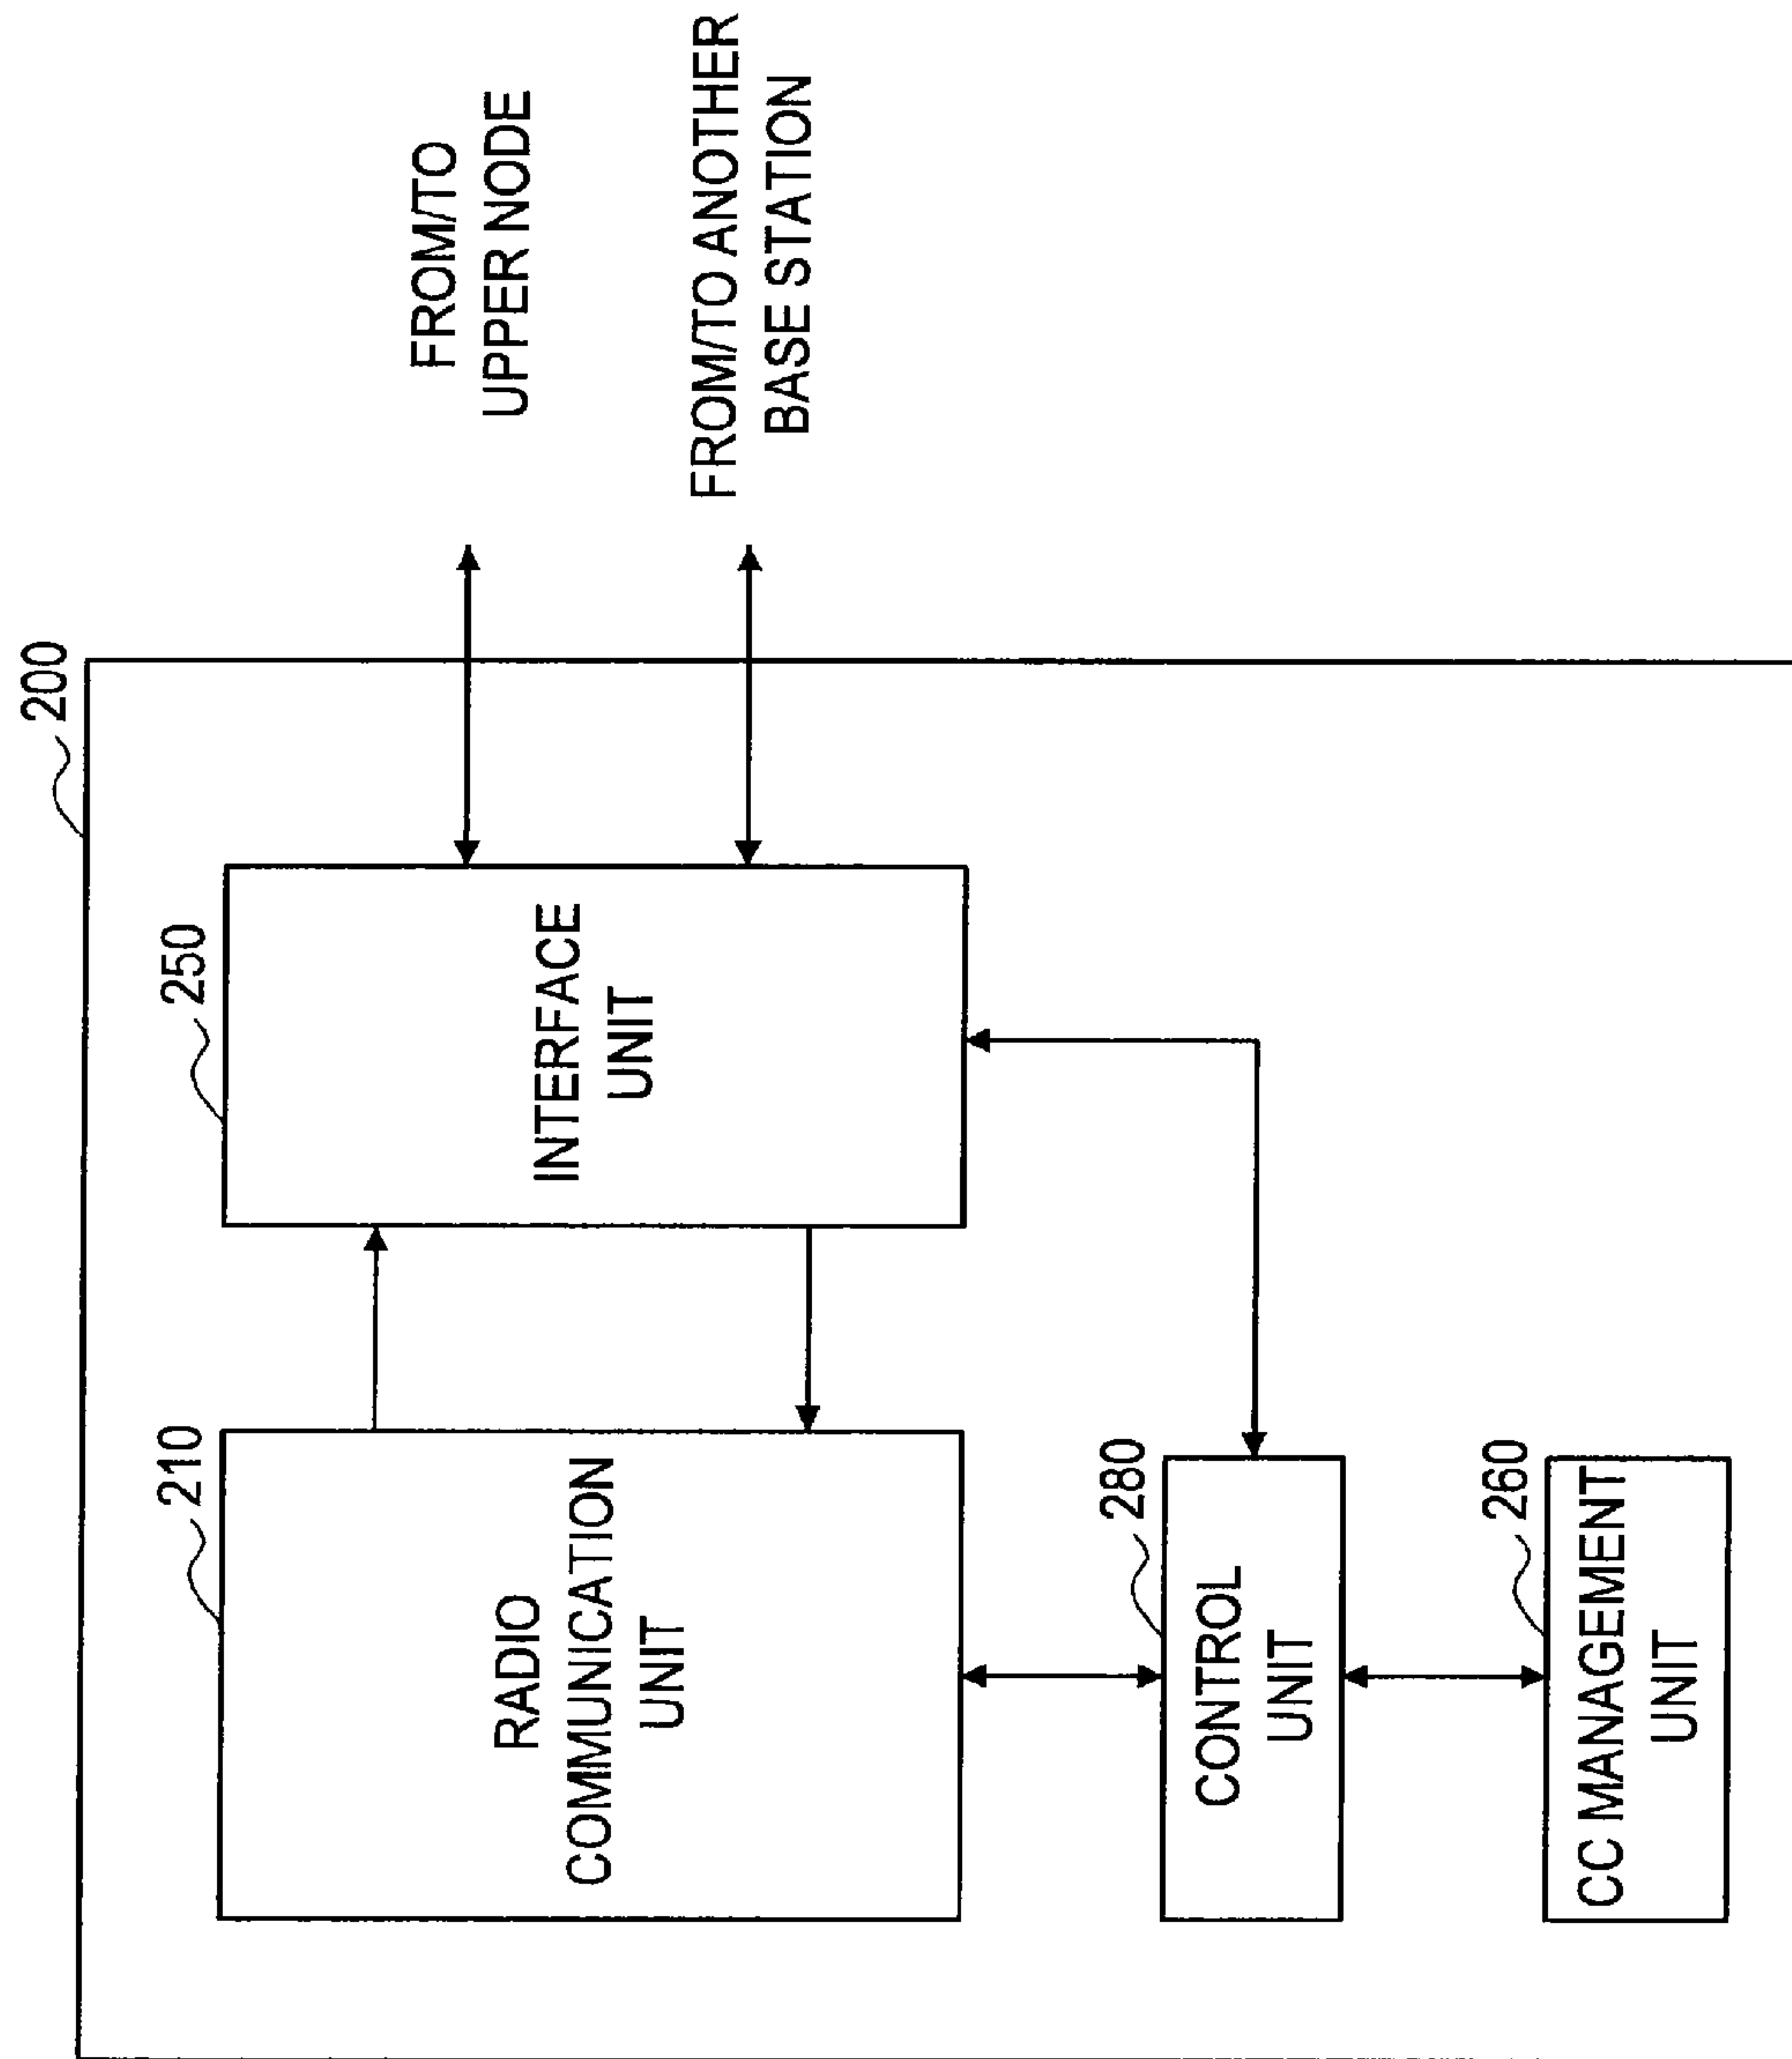 200
210
RADIO
COMMUNICATION
UNIT
250
INTERFACE
UNIT
FROM/TO
UPPER NODE
FROM/TO ANOTHER
BASE STATION
280
CONTROL
UNIT
260
CC MANAGEMENT
UNIT